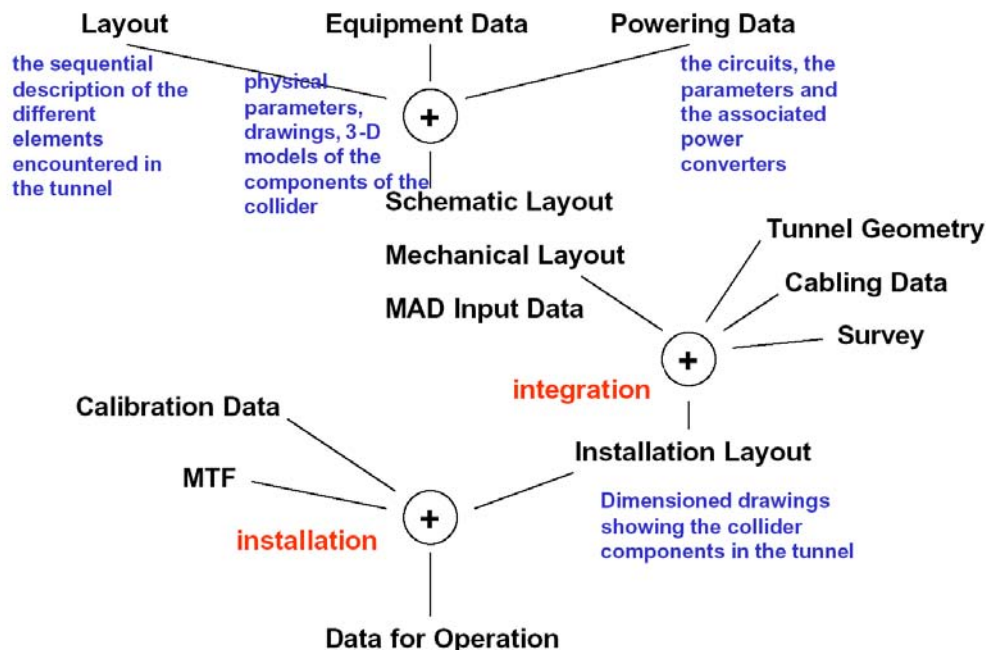 Layout
Equipment Data
Powering Data
the sequential
description of the
different
elements
encountered in
the tunnel
physical
parameters,
drawings, 3-D
models of the
components of the
collider
the circuits, the
parameters and
the associated
power
converters
+
Schematic Layout
Mechanical Layout
MAD Input Data
Tunnel Geometry
Cabling Data
Survey
+
integration
Calibration Data
MTF
Installation Layout
Dimensioned drawings
showing the collider
components in the tunnel
+
installation
Data for Operation